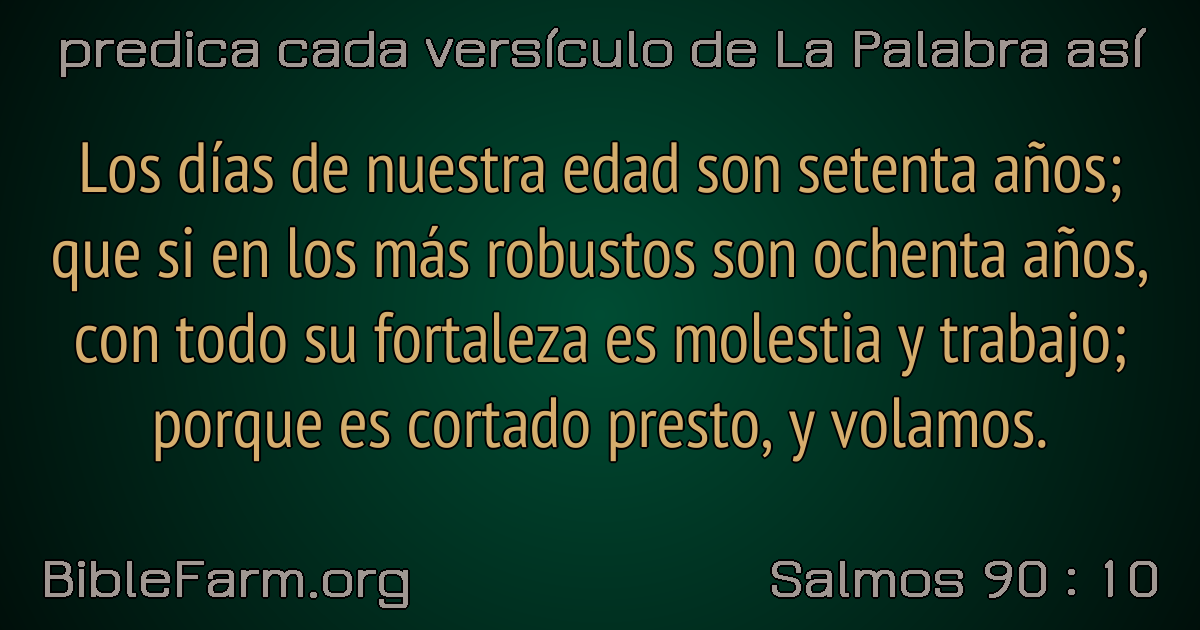 predica cada versículo de La Palabra así
Los días de nuestra edad son setenta años;
que si en los más robustos son ochenta años,
con todo su fortaleza es molestia y trabajo;
porque es cortado presto, y volamos.
BibleFarm.org
Salmos 90 : 10